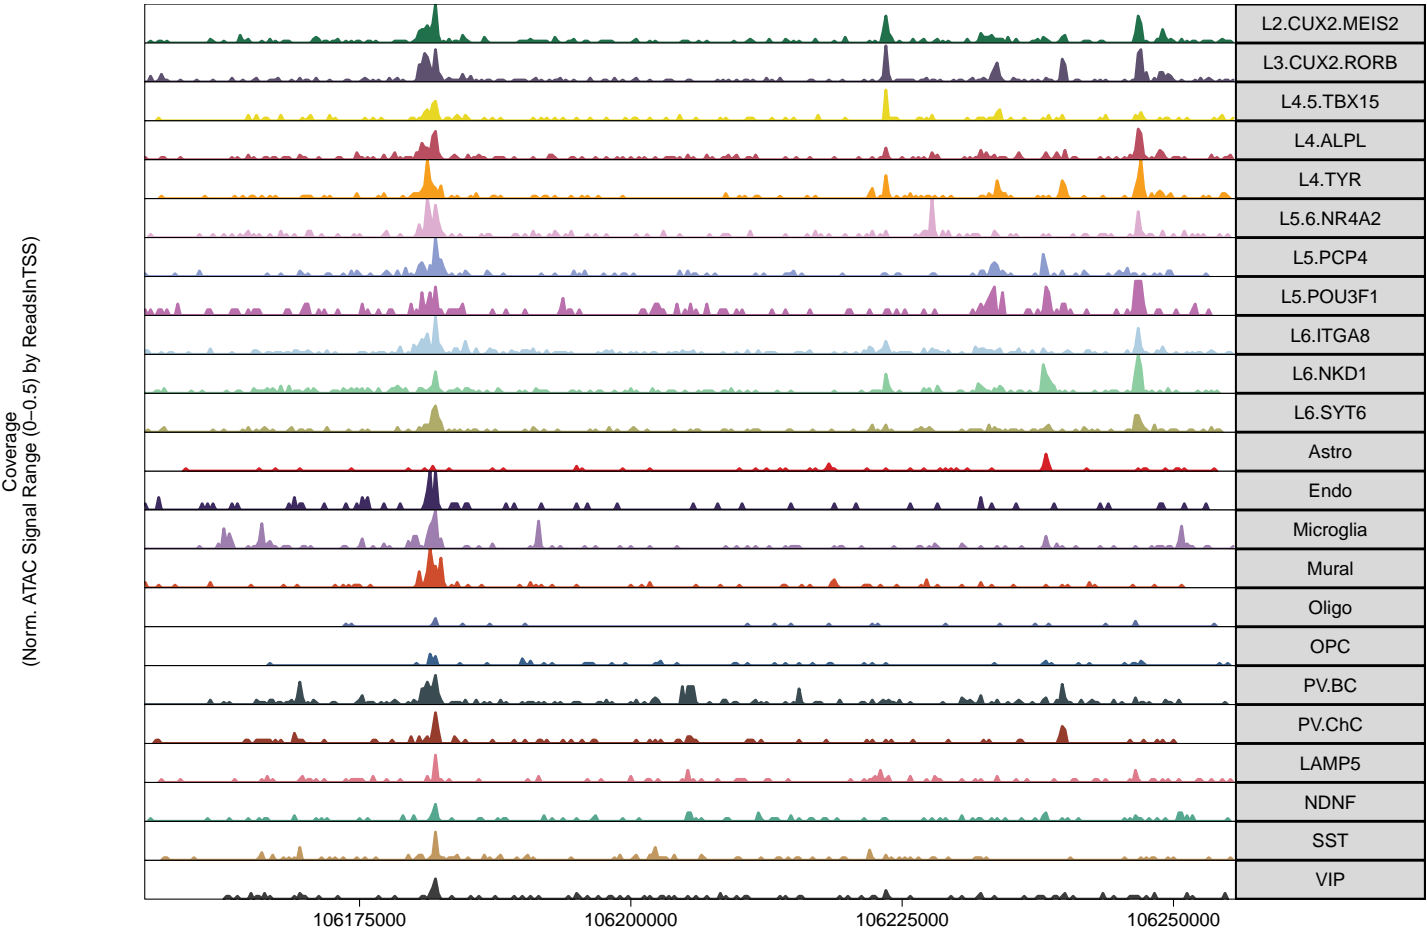 Coverage
(Norm. ATAC Signal Range (0–0.5) by ReadsInTSS)
L2.CUX2.MEIS2
L3.CUX2.RORB
L4.5.TBX15
L4.ALPL
L4.TYR
L5.6.NR4A2
L5.PCP4
L5.POU3F1
L6.ITGA8
L6.NKD1
L6.SYT6
Astro
Endo
Microglia
Mural
Oligo
OPC
PV.BC
PV.ChC
LAMP5
NDNF
SST
VIP
106175000 106200000 106225000 106250000